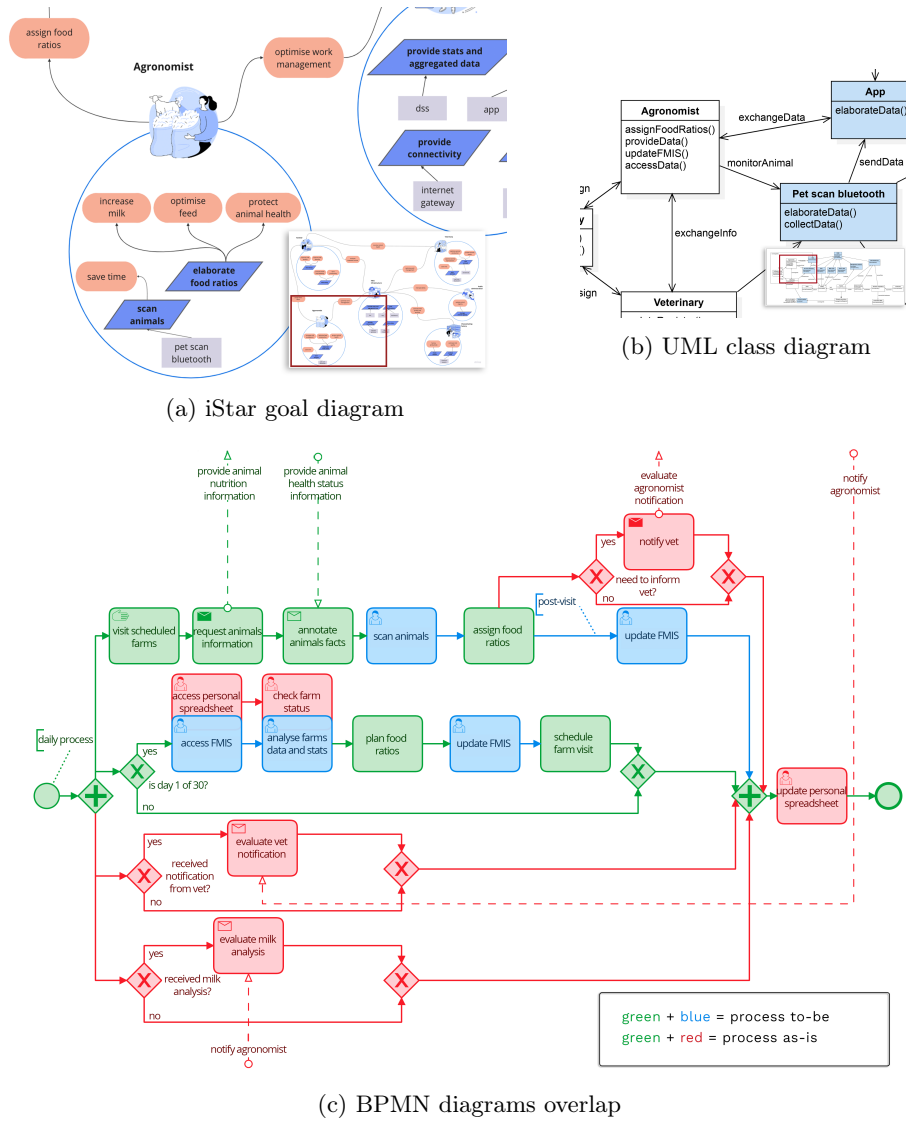 assign food
ratios
Agronomist
optimise work
management
provide stats and
aggregated data
dss
app
provide
connectivity
internet
gateway
increase
milk
optimise
feed
protect
animal health
save time
elaborate
food ratios
scan
animals
pet scan
bluetooth
(a) iStar goal diagram
App
elaborateData()
Agronomist
assignFoodRatios()
provideData()
updateFMIS()
accessData()
exchangeData
monitorAnimal
sendData
Pet scan bluetooth
elaborateData()
collectData()
ign
y
)
)
exchangeInfo
sign
Veterinary
(b) UML class diagram
provide animal
nutrition
information
provide animal
health status
information
evaluate
agronomist
notification
notify
agronomist
yes
notify vet
need to inform
vet?
no
post-visit
visit scheduled
farms
request animals
information
annotate
animals facts
scan animals
assign food
ratios
update FMIS
access personal
spreadsheet
check farm
status
daily process
yes
access FMIS
analyse farms
data and stats
plan food
ratios
update FMIS
schedule
farm visit
is day 1 of 30?
no
update personal
spreadsheet
yes
evaluate vet
notification
received
notification
from vet?
no
yes
evaluate milk
analysis
received milk
analysis?
no
notify agronomist
green + blue = process to-be
green + red = process as-is
(c) BPMN diagrams overlap